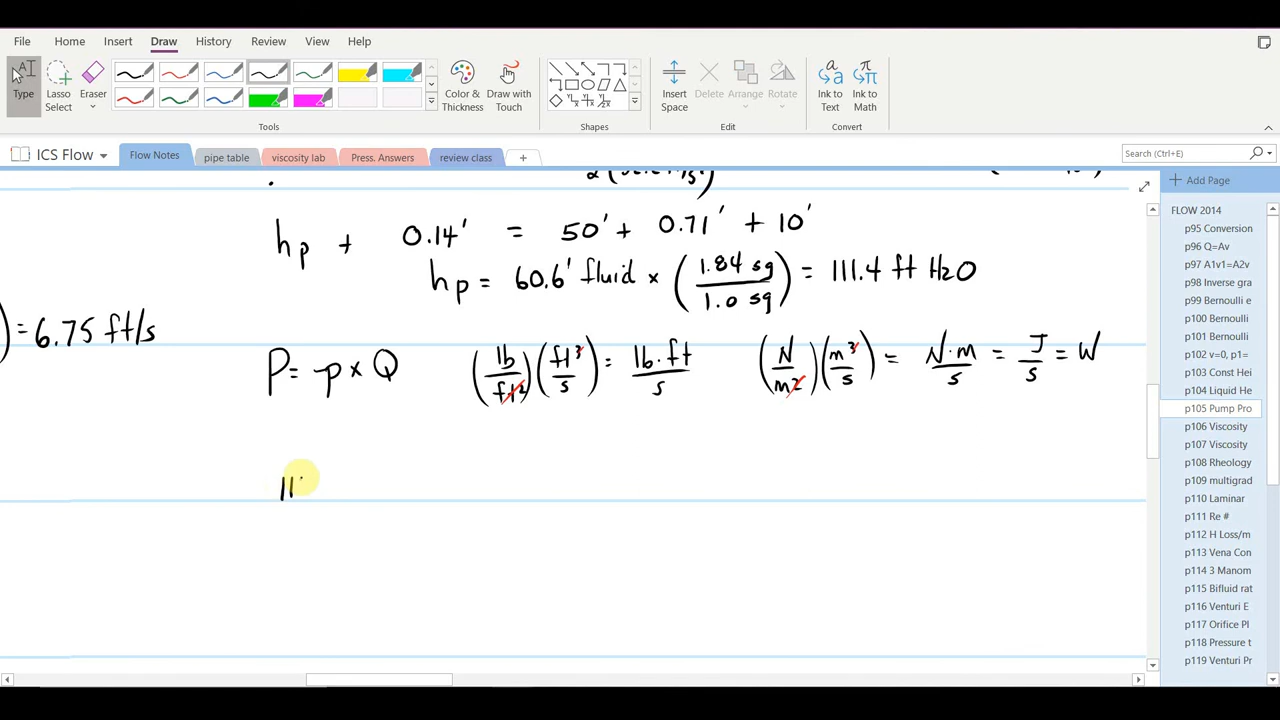 File Home Insert Draw History Review View Help
Type Lasso Select Eraser Color & Thickness Draw with Touch Insert Space Delete Arrange Rotate Ink to Text Ink to Math
Tools Shapes Edit Convert
ICS Flow Flow Notes pipe table viscosity lab Press. Answers review class + Search (Ctrl+E)
+ Add Page
FLOW 2014
p95 Conversion
p96 Q=Av
p97 A1v1=A2v
p98 Inverse gra
p99 Bernoulli e
p100 Bernoulli
p101 Bernoulli
p102 v=0, p1=
p103 Const Hei
p104 Liquid He
p105 Pump Pro
p106 Viscosity
p107 Viscosity
p108 Rheology
p109 multigrad
p110 Laminar
p111 Re #
p112 H Loss/m
p113 Vena Con
p114 3 Manom
p115 Bifluid rat
p116 Venturi E
p117 Orifice Pl
p118 Pressure t
p119 Venturi Pr
hp + 0.14' = 50' + 0.71' + 10'
hp = 60.6' fluid × (1.84 sg / 1.0 sg) = 111.4 ft H2O
) = 6.75 ft/s
P = p × Q (lb/ft²)(ft³/s) = lb·ft/s (N/m²)(m³/s) = N·m/s = J/s = W
11